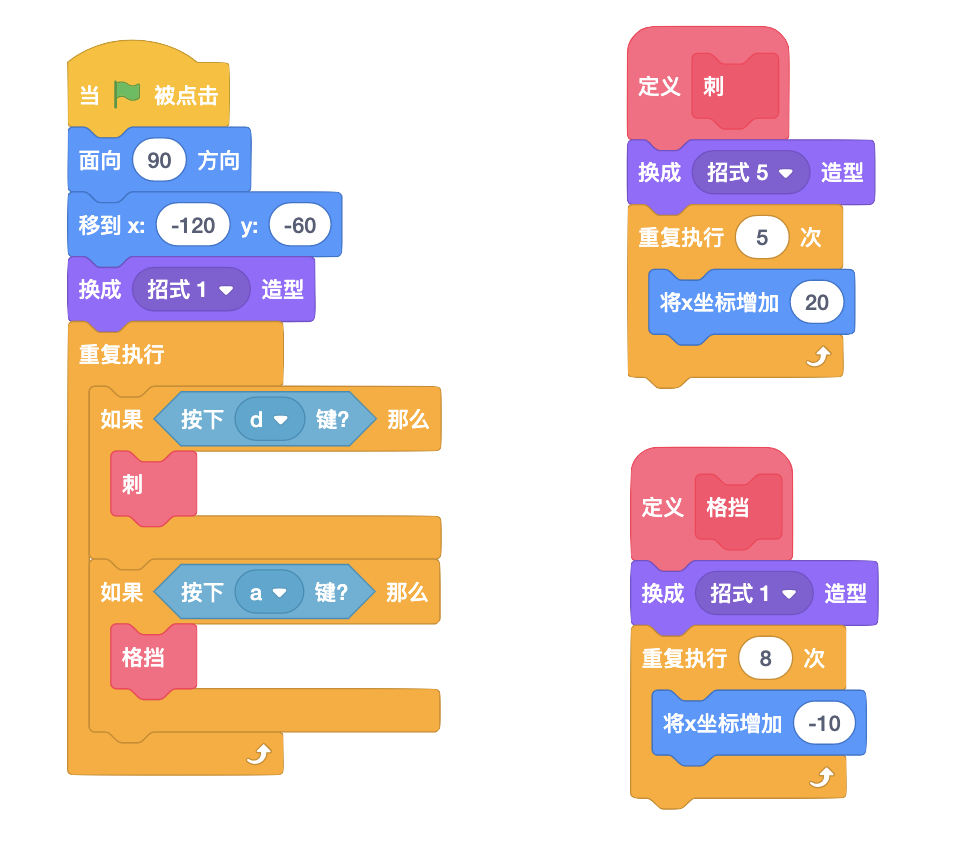 当 被点击
面向 90 方向
移到 x: -120 y: -60
换成 招式 1 造型
重复执行
如果 按下 d 键? 那么
刺
如果 按下 a 键? 那么
格挡
定义 刺
换成 招式 5 造型
重复执行 5 次
将x坐标增加 20
定义 格挡
换成 招式 1 造型
重复执行 8 次
将x坐标增加 -10